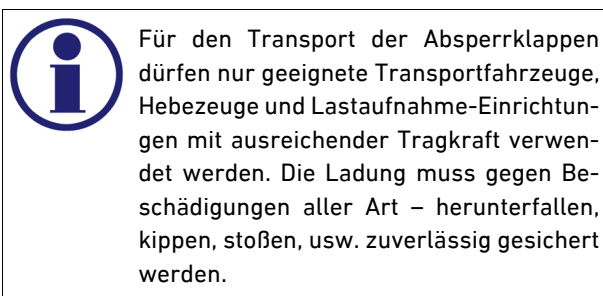 Für den Transport der Absperrklappen
dürfen nur geeignete Transportfahrzeuge,
Hebezeuge und Lastaufnahme-Einrichtun-
gen mit ausreichender Tragkraft verwen-
det werden. Die Ladung muss gegen Be-
schädigungen aller Art – herunterfallen,
kippen, stoßen, usw. zuverlässig gesichert
werden.